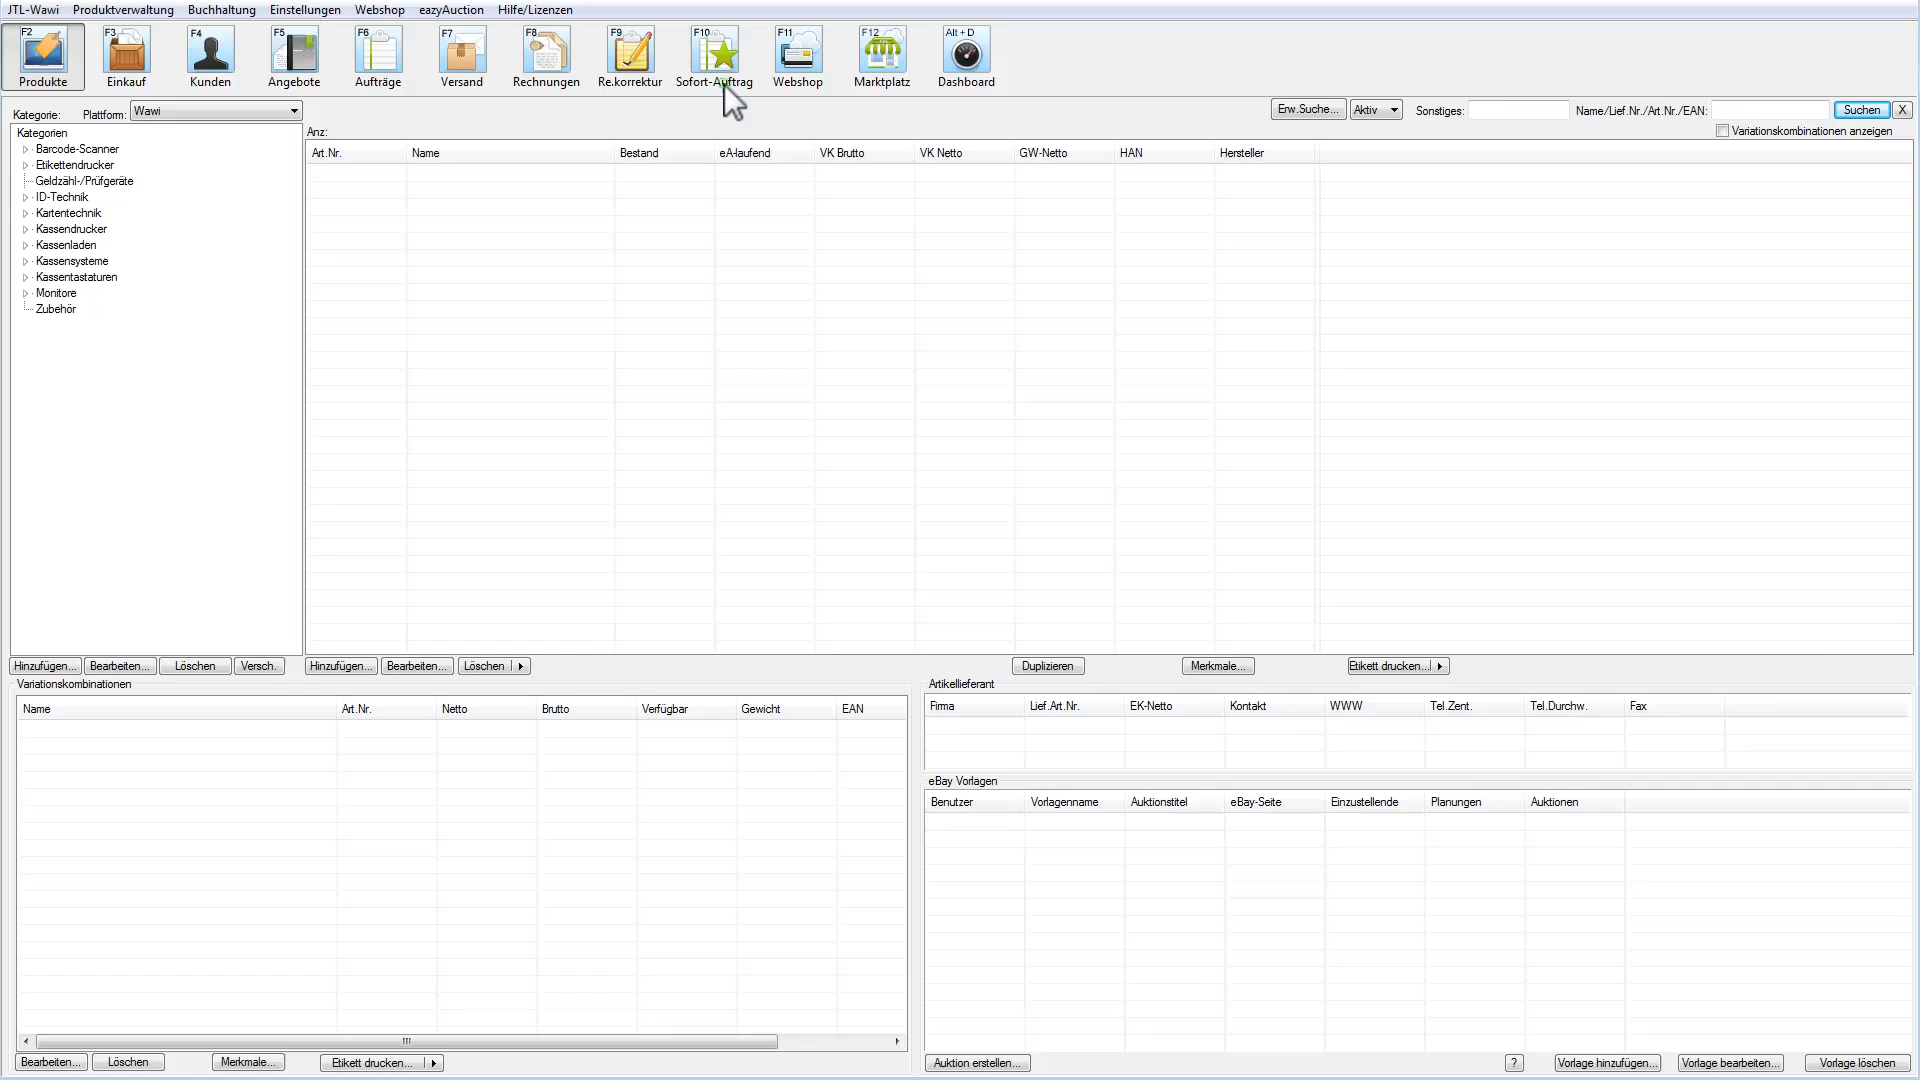 JTL-Wawi Produktverwaltung Buchhaltung Einstellungen Webshop eazyAuction Hilfe/Lizenzen
F2 F3 F4 F5 F6 F7 F8 F9 F10 F11 F12 Alt + D
Produkte Einkauf Kunden Angebote Aufträge Versand Rechnungen Re.korrektur Sofort-Auftrag Webshop Marktplatz Dashboard
Kategorie: Plattform: Wawi Erw.Suche... Aktiv Sonstiges: Name/Lief.Nr./Art.Nr./EAN: Suchen X
Anz: Variationskombinationen anzeigen
Kategorien
Barcode-Scanner
Etikettendrucker
Geldzähl-/Prüfgeräte
ID-Technik
Kartentechnik
Kassendrucker
Kassenladen
Kassensysteme
Kassentastaturen
Monitore
Zubehör
Art.Nr. Name Bestand eA-laufend VK Brutto VK Netto GW-Netto HAN Hersteller
Hinzufügen... Bearbeiten... Löschen Versch. Hinzufügen... Bearbeiten... Löschen Duplizieren Merkmale... Etikett drucken...
Variationskombinationen
Name Art.Nr. Netto Brutto Verfügbar Gewicht EAN
Bearbeiten... Löschen Merkmale... Etikett drucken...
Artikellieferant
Firma Lief.Art.Nr. EK-Netto Kontakt WWW Tel.Zent. Tel.Durchw. Fax
eBay Vorlagen
Benutzer Vorlagenname Auktionstitel eBay-Seite Einzustellende Planungen Auktionen
Auktion erstellen... ? Vorlage hinzufügen... Vorlage bearbeiten... Vorlage löschen